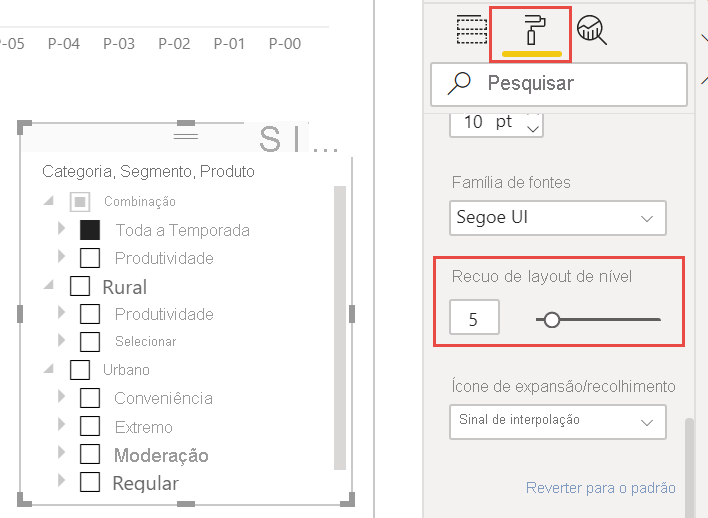 -05 P-04 P-03 P-02 P-01 P-00
S I ...
Categoria, Segmento, Produto
Combinação
Toda a Temporada
Produtividade
Rural
Produtividade
Selecionar
Urbano
Conveniência
Extremo
Moderação
Regular
Pesquisar
10 pt
Família de fontes
Segoe UI
Recuo de layout de nível
5
Ícone de expansão/recolhimento
Sinal de interpolação
Reverter para o padrão